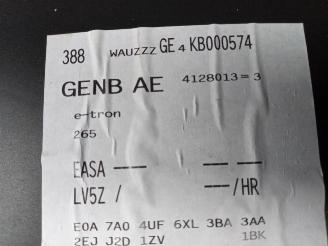 388 WAUZZZ GE 4 KB000574
GENB AE 4128013 = 3
e-tron
265
EASA --- -- ---
LV5Z / ---/HR
E0A 7A0 4UF 6XL 3BA 3AA
2EJ J2D 1ZV 1BK